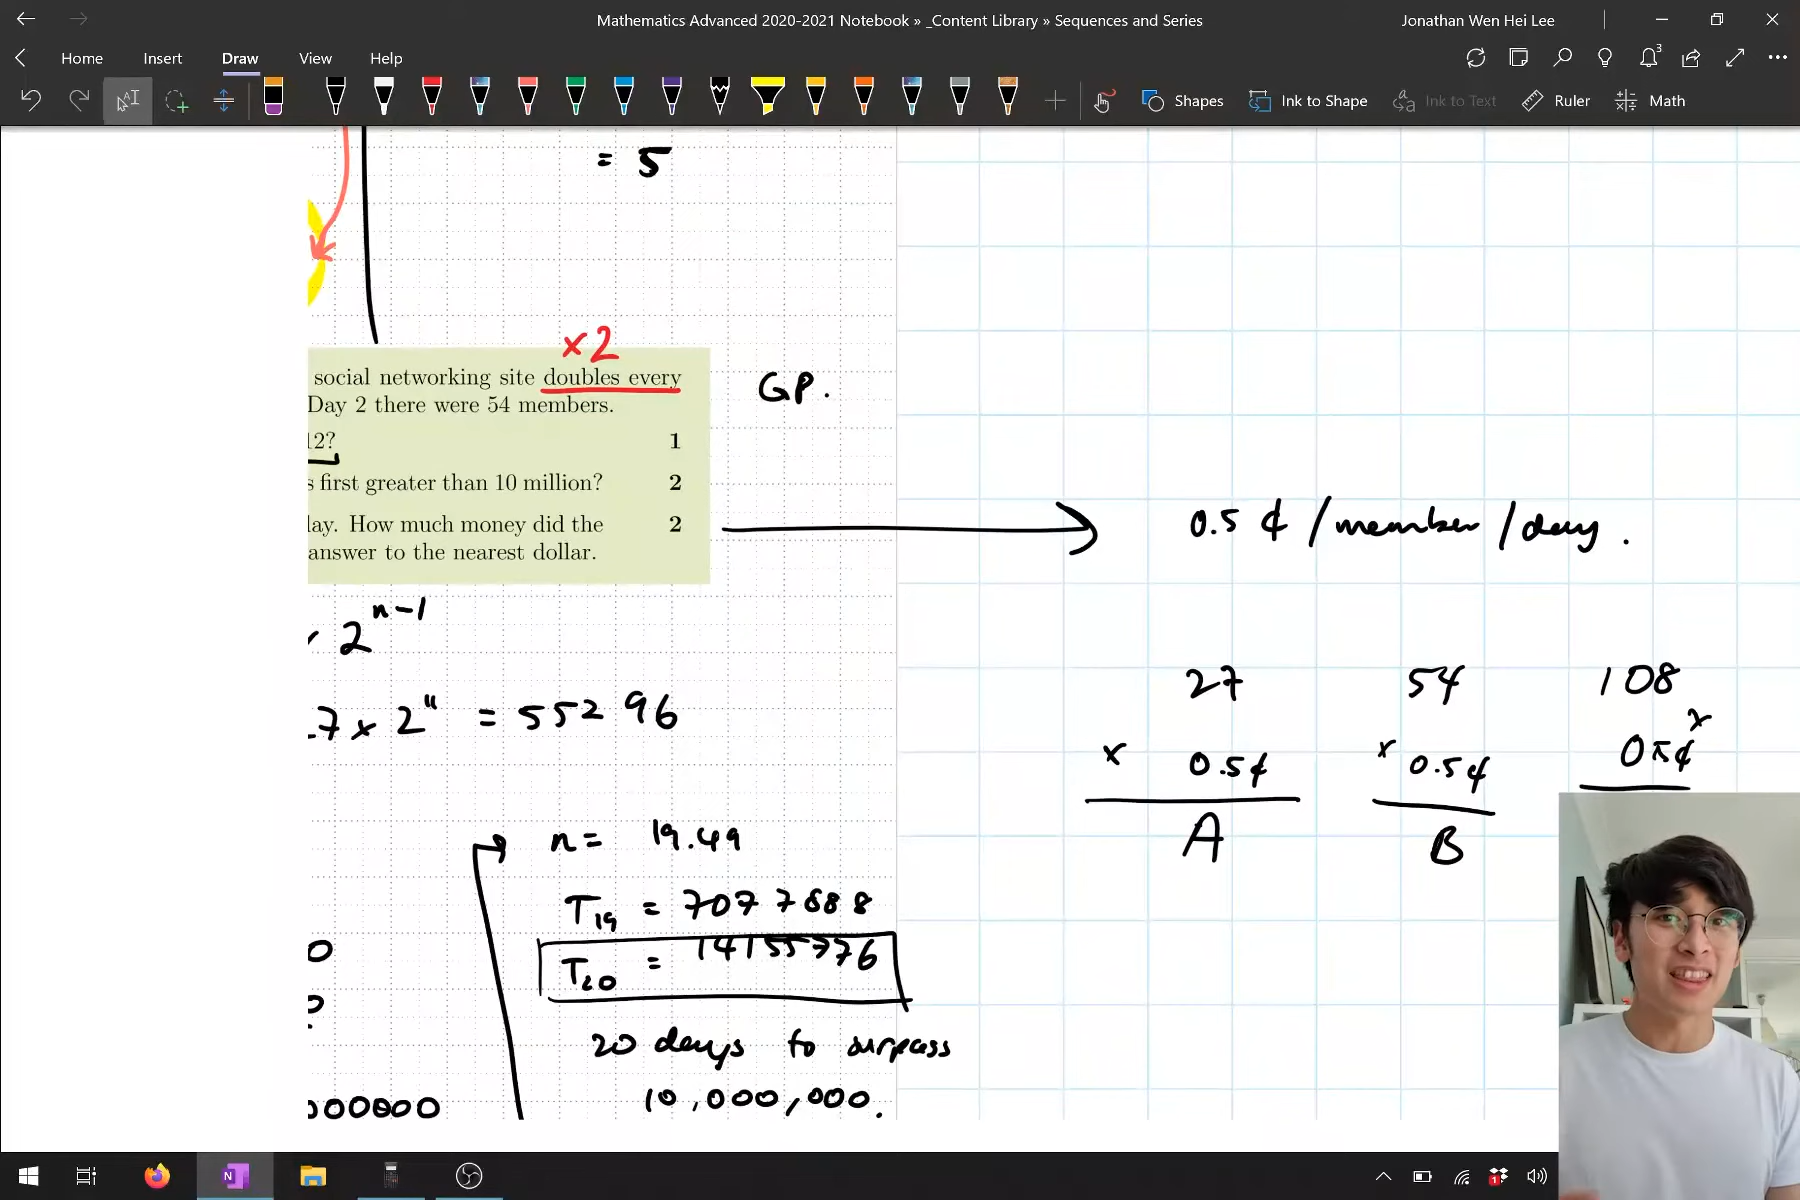 Mathematics Advanced 2020-2021 Notebook » _Content Library » Sequences and Series
Jonathan Wen Hei Lee
Home Insert Draw View Help
3
Shapes Ink to Shape Ink to Text Ruler Math
= 5
×2
social networking site doubles every
Day 2 there were 54 members.
GP.
12? 1
s first greater than 10 million? 2
lay. How much money did the 2
answer to the nearest dollar.
0.5 ¢ / member / day.
× 2ⁿ⁻¹
7 × 2¹¹ = 55296
27 54 108
× 0.5¢ × 0.5¢ 0.5¢ ×
A B
n = 19.49
T₁₉ = 7077888
T₂₀ = 14155776
20 days to surpass
10,000,000.
000000